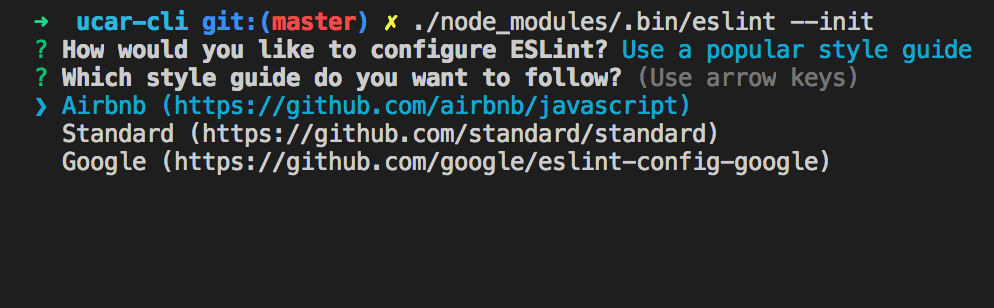 ➜ ucar-cli git:(master) ✗ ./node_modules/.bin/eslint --init
? How would you like to configure ESLint? Use a popular style guide
? Which style guide do you want to follow? (Use arrow keys)
❯ Airbnb (https://github.com/airbnb/javascript)
Standard (https://github.com/standard/standard)
Google (https://github.com/google/eslint-config-google)